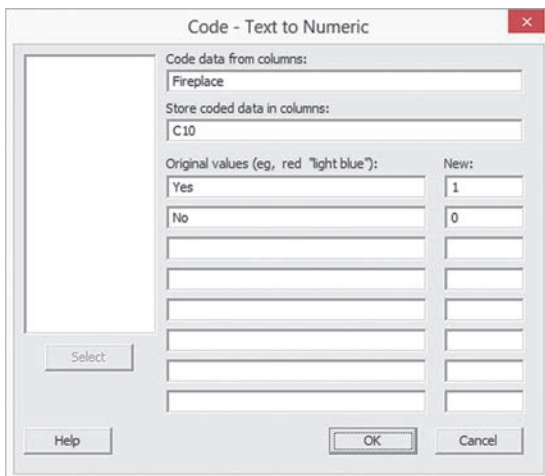 Code - Text to Numeric
×
Code data from columns:
Fireplace
Store coded data in columns:
C10
Original values (eg, red "light blue"): New:
Yes 1
No 0
Select
Help OK Cancel